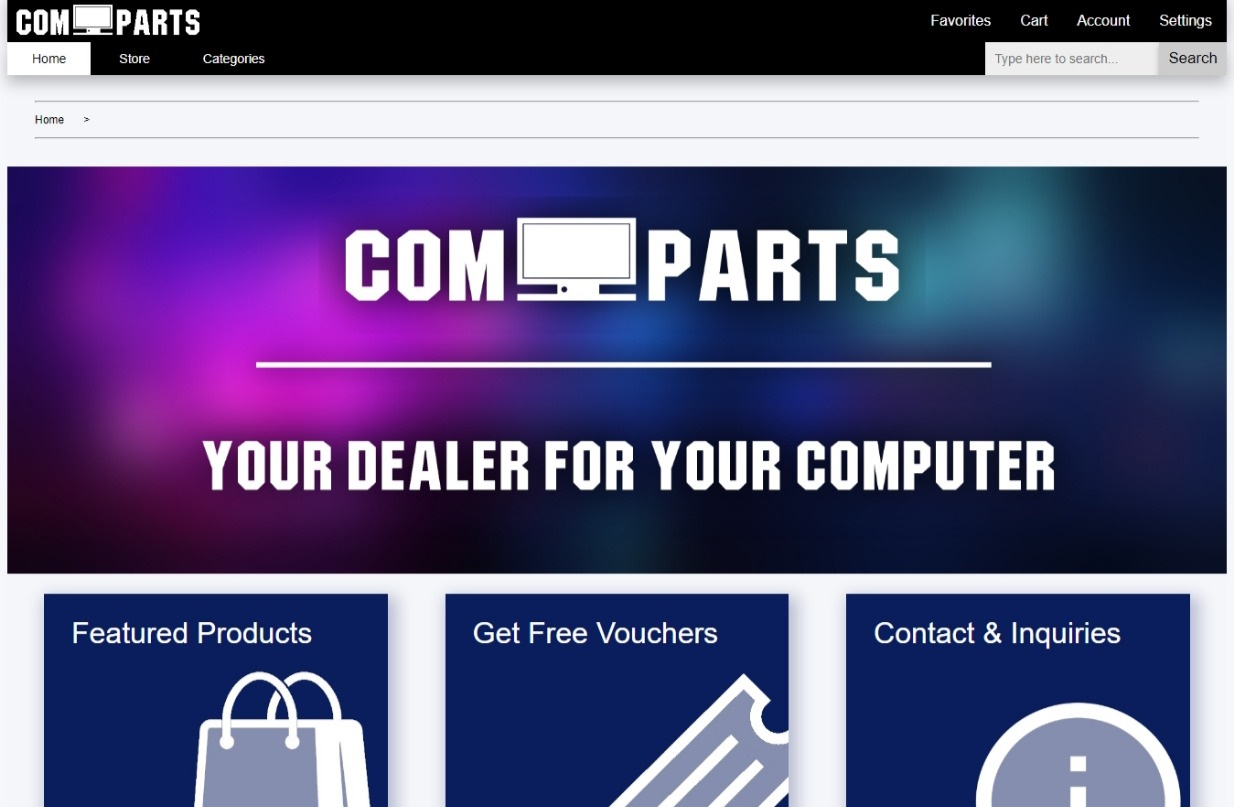 COM PARTS
Favorites Cart Account Settings
Home Store Categories
Type here to search... Search
Home >
COM PARTS
YOUR DEALER FOR YOUR COMPUTER
Featured Products Get Free Vouchers Contact & Inquiries
i